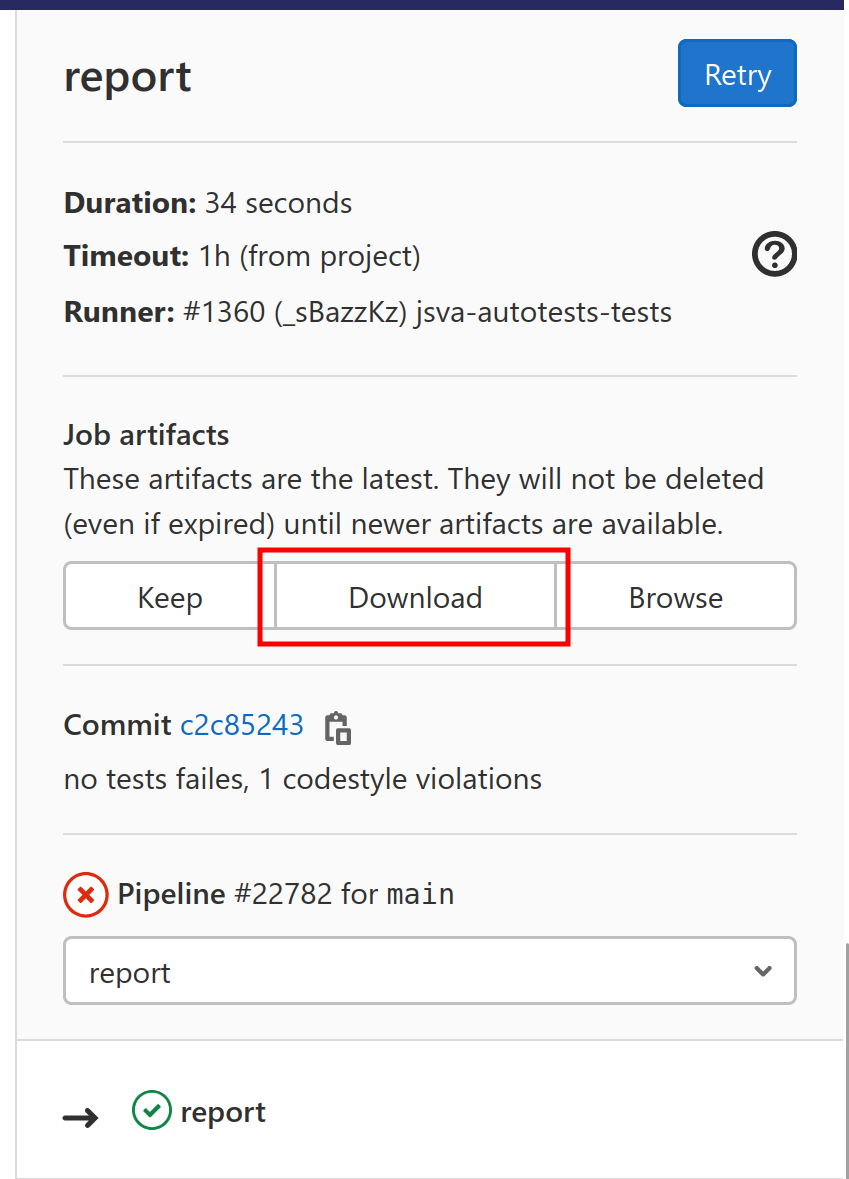 report
Retry
Duration: 34 seconds
Timeout: 1h (from project)
Runner: #1360 (_sBazzKz) jsva-autotests-tests
Job artifacts
These artifacts are the latest. They will not be deleted
(even if expired) until newer artifacts are available.
Keep Download Browse
Commit c2c85243
no tests failes, 1 codestyle violations
Pipeline #22782 for main
report
report